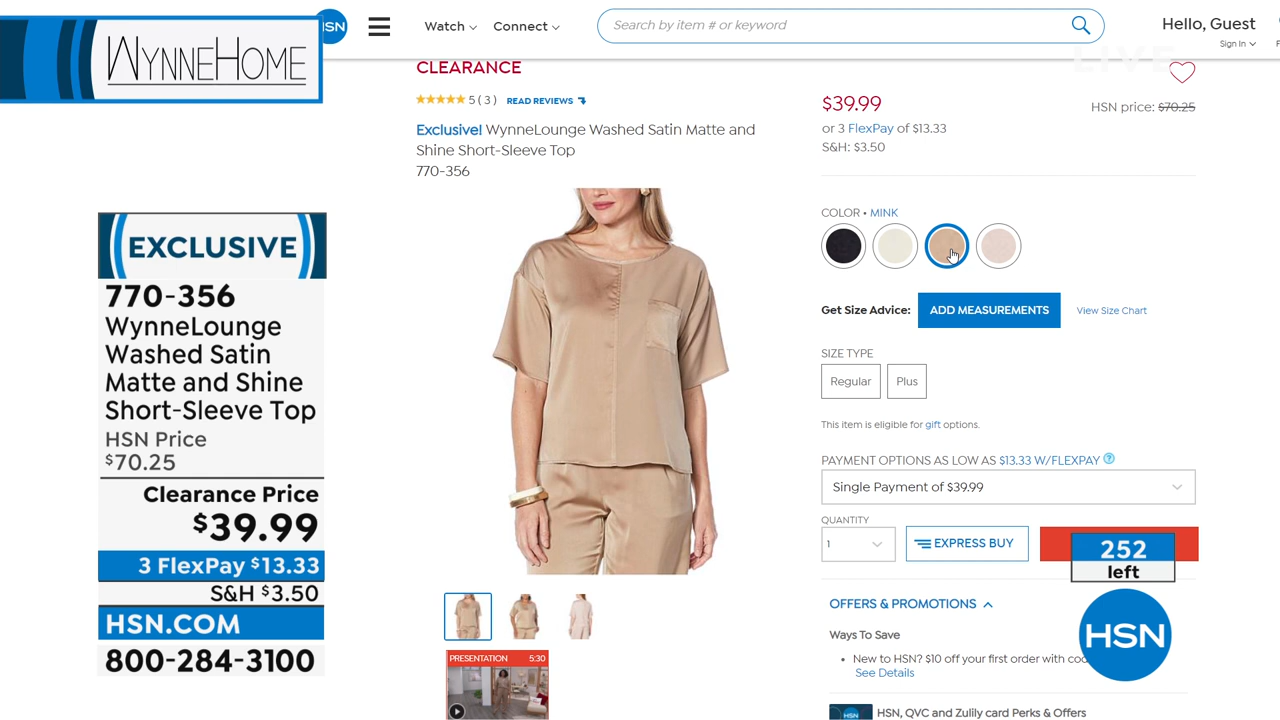 WYNNEHOME
HSN
Watch
Connect
Search by item # or keyword
Hello, Guest
Sign In
LIVE
CLEARANCE
5 ( 3 ) READ REVIEWS
Exclusive! WynneLounge Washed Satin Matte and
Shine Short-Sleeve Top
770-356
$39.99
HSN price: $70.25
or 3 FlexPay of $13.33
S&H: $3.50
COLOR • MINK
Get Size Advice:
ADD MEASUREMENTS
View Size Chart
SIZE TYPE
Regular
Plus
This item is eligible for gift options.
PAYMENT OPTIONS AS LOW AS $13.33 W/FLEXPAY ?
Single Payment of $39.99
QUANTITY
1
EXPRESS BUY
252
left
OFFERS & PROMOTIONS
HSN
Ways To Save
• New to HSN? $10 off your first order with
See Details
HSN
HSN, QVC and Zulily card Perks & Offers
PRESENTATION 5:30
EXCLUSIVE
770-356
WynneLounge
Washed Satin
Matte and Shine
Short-Sleeve Top
HSN Price
$70.25
Clearance Price
$39.99
3 FlexPay $13.33
S&H $3.50
HSN.COM
800-284-3100